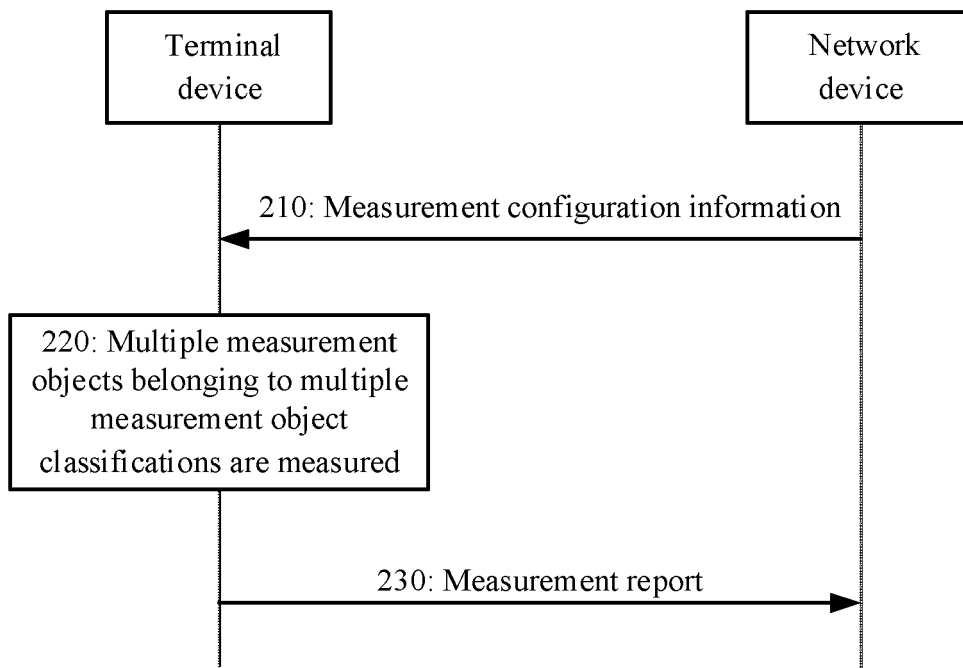 Terminal
device
Network
device
210: Measurement configuration information
220: Multiple measurement
objects belonging to multiple
measurement object
classifications are measured
230: Measurement report